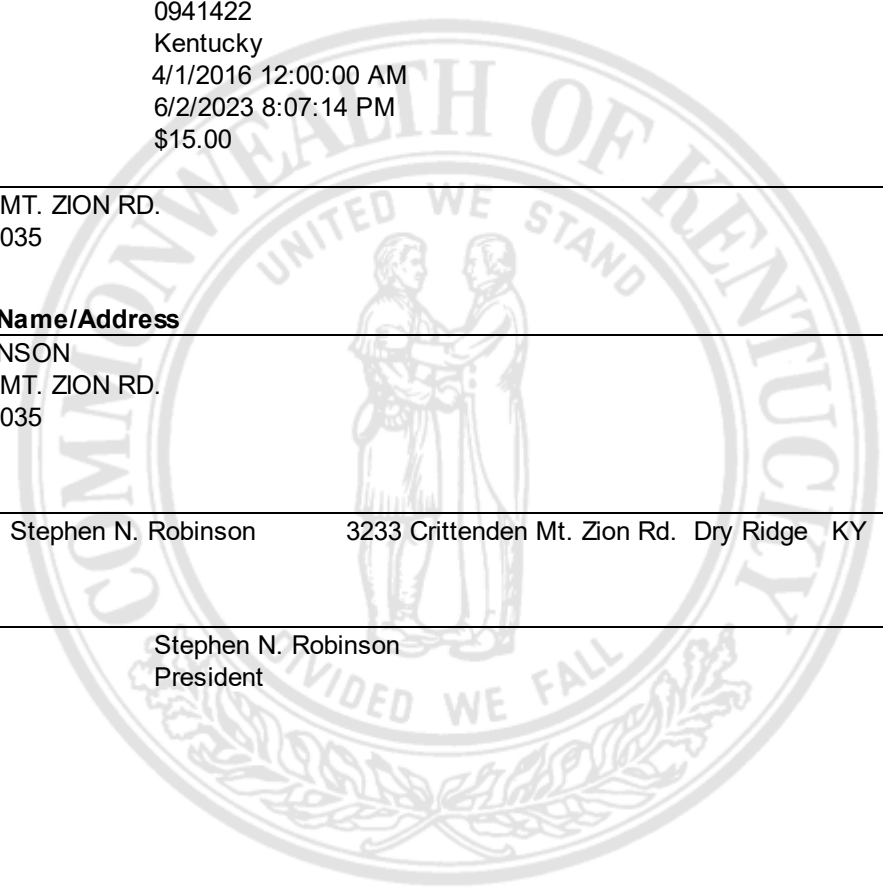 0941422
Kentucky
4/1/2016 12:00:00 AM
6/2/2023 8:07:14 PM
$15.00
MT. ZION RD.
035
Name/Address
NSON
MT. ZION RD.
035
Stephen N. Robinson 3233 Crittenden Mt. Zion Rd. Dry Ridge KY
Stephen N. Robinson
President
COMMONWEALTH OF KENTUCKY
UNITED WE STAND
DIVIDED WE FALL